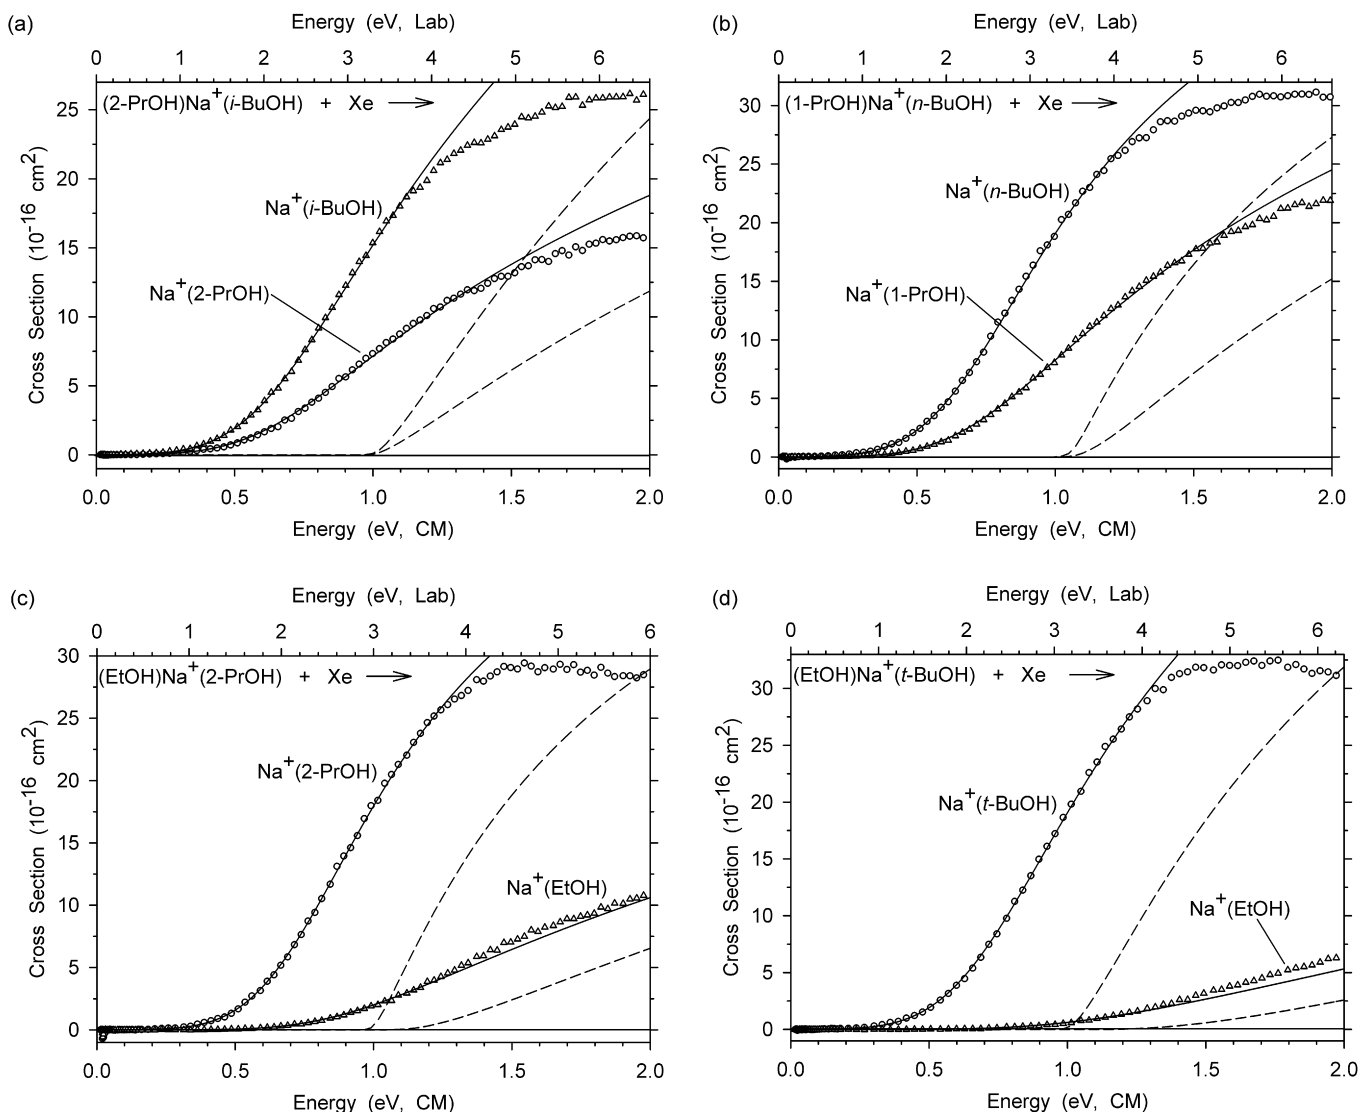 (a)
Energy (eV, Lab)
0 1 2 3 4 5 6
(2-PrOH)Na+(i-BuOH) + Xe →
25
20
15
10
5
0
Cross Section (10-16 cm2)
Na+(i-BuOH)
Na+(2-PrOH)
0.0 0.5 1.0 1.5 2.0
Energy (eV, CM)
(b)
Energy (eV, Lab)
0 1 2 3 4 5 6
(1-PrOH)Na+(n-BuOH) + Xe →
30
25
20
15
10
5
0
Cross Section (10-16 cm2)
Na+(n-BuOH)
Na+(1-PrOH)
0.0 0.5 1.0 1.5 2.0
Energy (eV, CM)
(c)
Energy (eV, Lab)
0 1 2 3 4 5 6
(EtOH)Na+(2-PrOH) + Xe →
30
25
20
15
10
5
0
Cross Section (10-16 cm2)
Na+(2-PrOH)
Na+(EtOH)
0.0 0.5 1.0 1.5 2.0
Energy (eV, CM)
(d)
Energy (eV, Lab)
0 1 2 3 4 5 6
(EtOH)Na+(t-BuOH) + Xe →
30
25
20
15
10
5
0
Cross Section (10-16 cm2)
Na+(t-BuOH)
Na+(EtOH)
0.0 0.5 1.0 1.5 2.0
Energy (eV, CM)